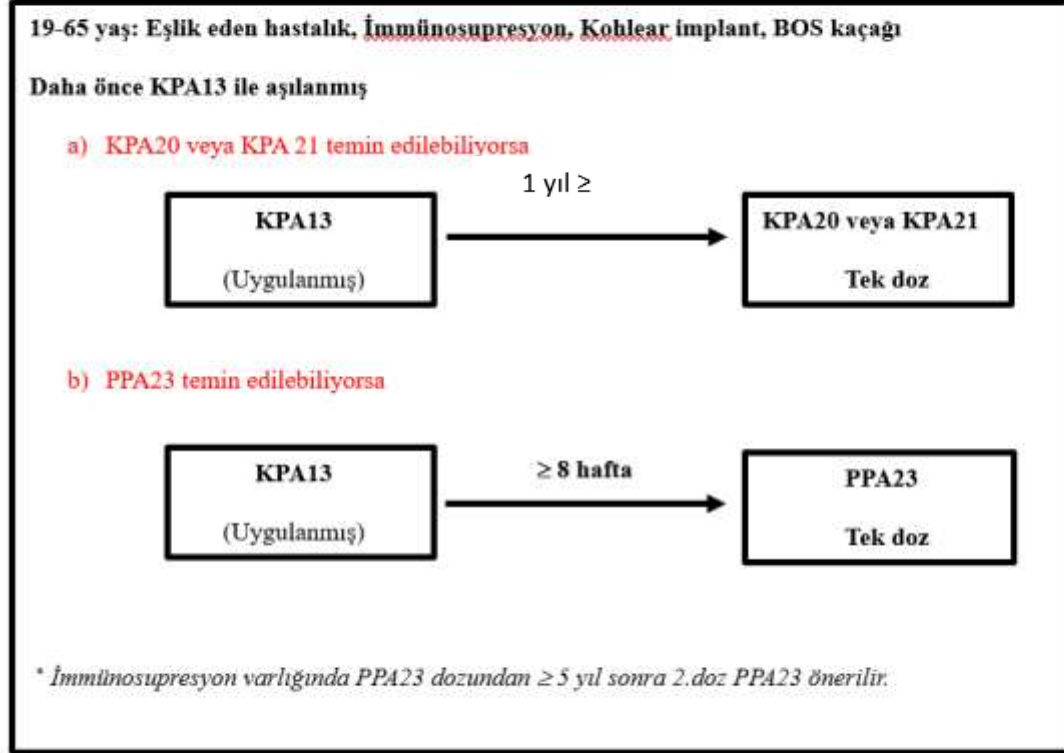 19-65 yaş: Eşlik eden hastalık, İmmünosupresyon, Kohlear implant, BOS kaçağı
Daha önce KPA13 ile aşılanmış
a) KPA20 veya KPA 21 temin edilebiliyorsa
1 yıl ≥
KPA13
(Uygulanmış)
KPA20 veya KPA21
Tek doz
b) PPA23 temin edilebiliyorsa
≥ 8 hafta
KPA13
(Uygulanmış)
PPA23
Tek doz
* İmmünosupresyon varlığında PPA23 dozundan ≥ 5 yıl sonra 2.doz PPA23 önerilir.